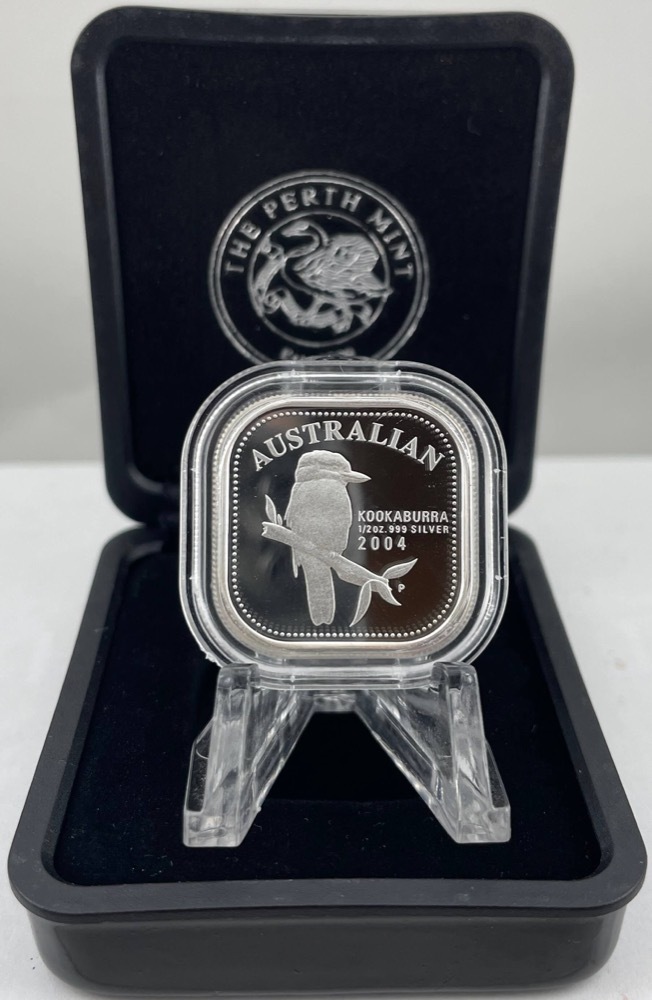 THE PERTH MINT
AUSTRALIAN
KOOKABURRA
1/2oz. 999 SILVER
2004
P